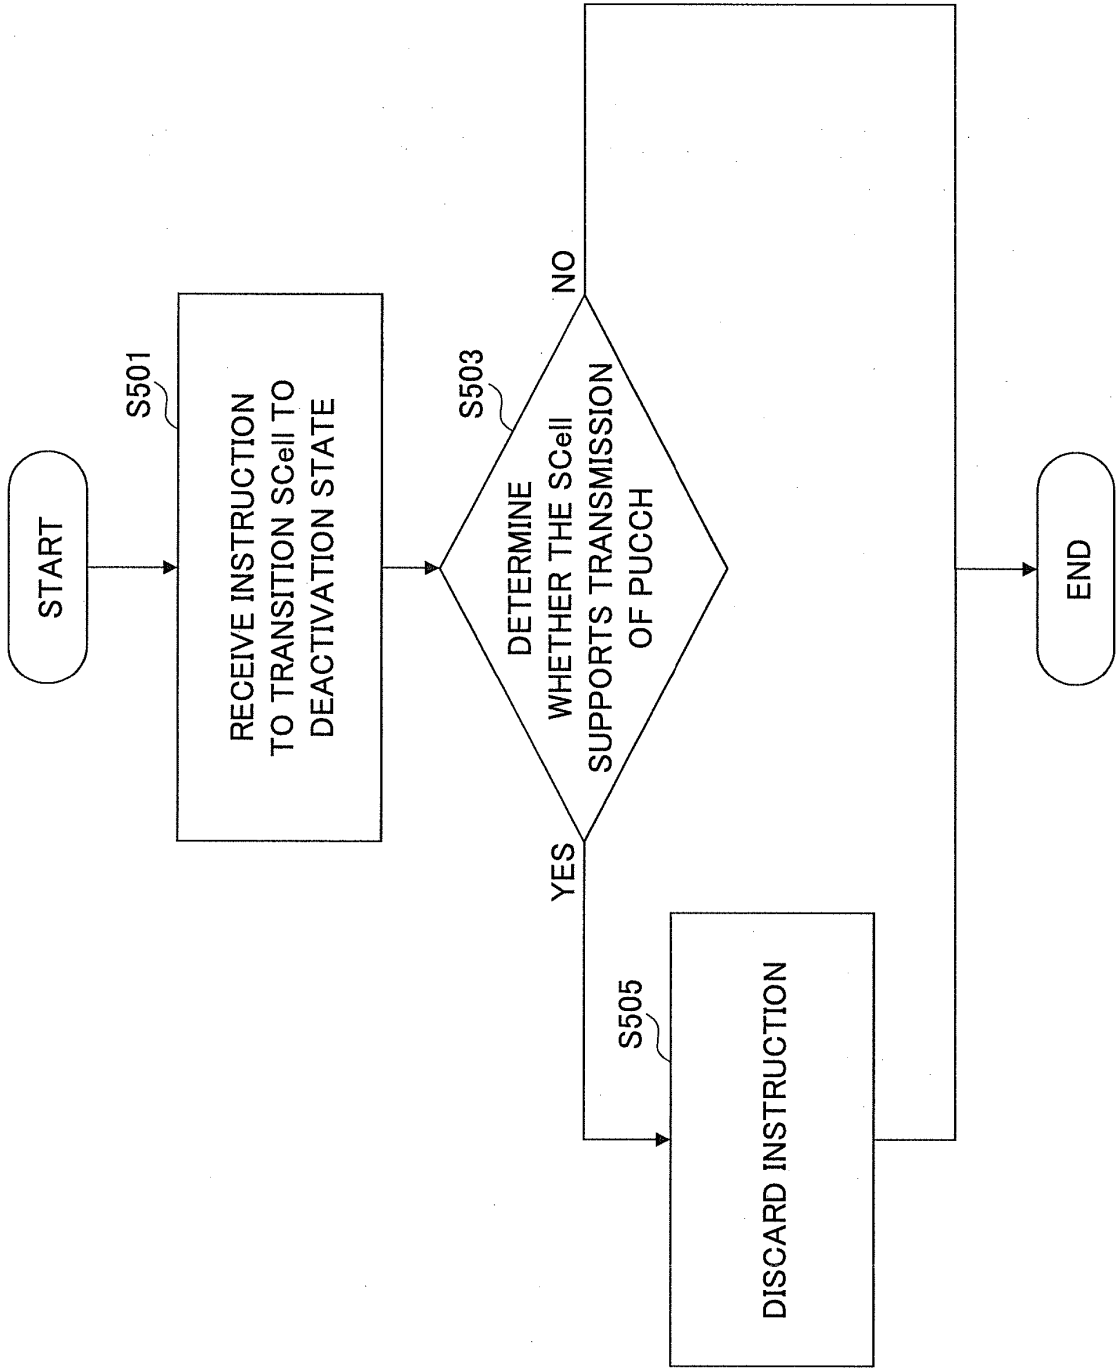 START
S501
RECEIVE INSTRUCTION
TO TRANSITION SCell TO
DEACTIVATION STATE
S503
DETERMINE
WHETHER THE SCell
SUPPORTS TRANSMISSION
OF PUCCH
YES
NO
S505
DISCARD INSTRUCTION
END